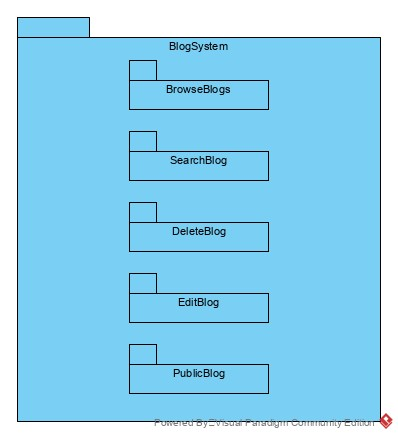 BlogSystem
BrowseBlogs
SearchBlog
DeleteBlog
EditBlog
PublicBlog
Powered By Visual Paradigm Community Edition